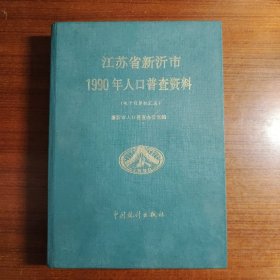 江苏省新沂市
1990年人口普查资料
(电子计算机汇总)
新沂市人口普查办公室编
中国统计出版社